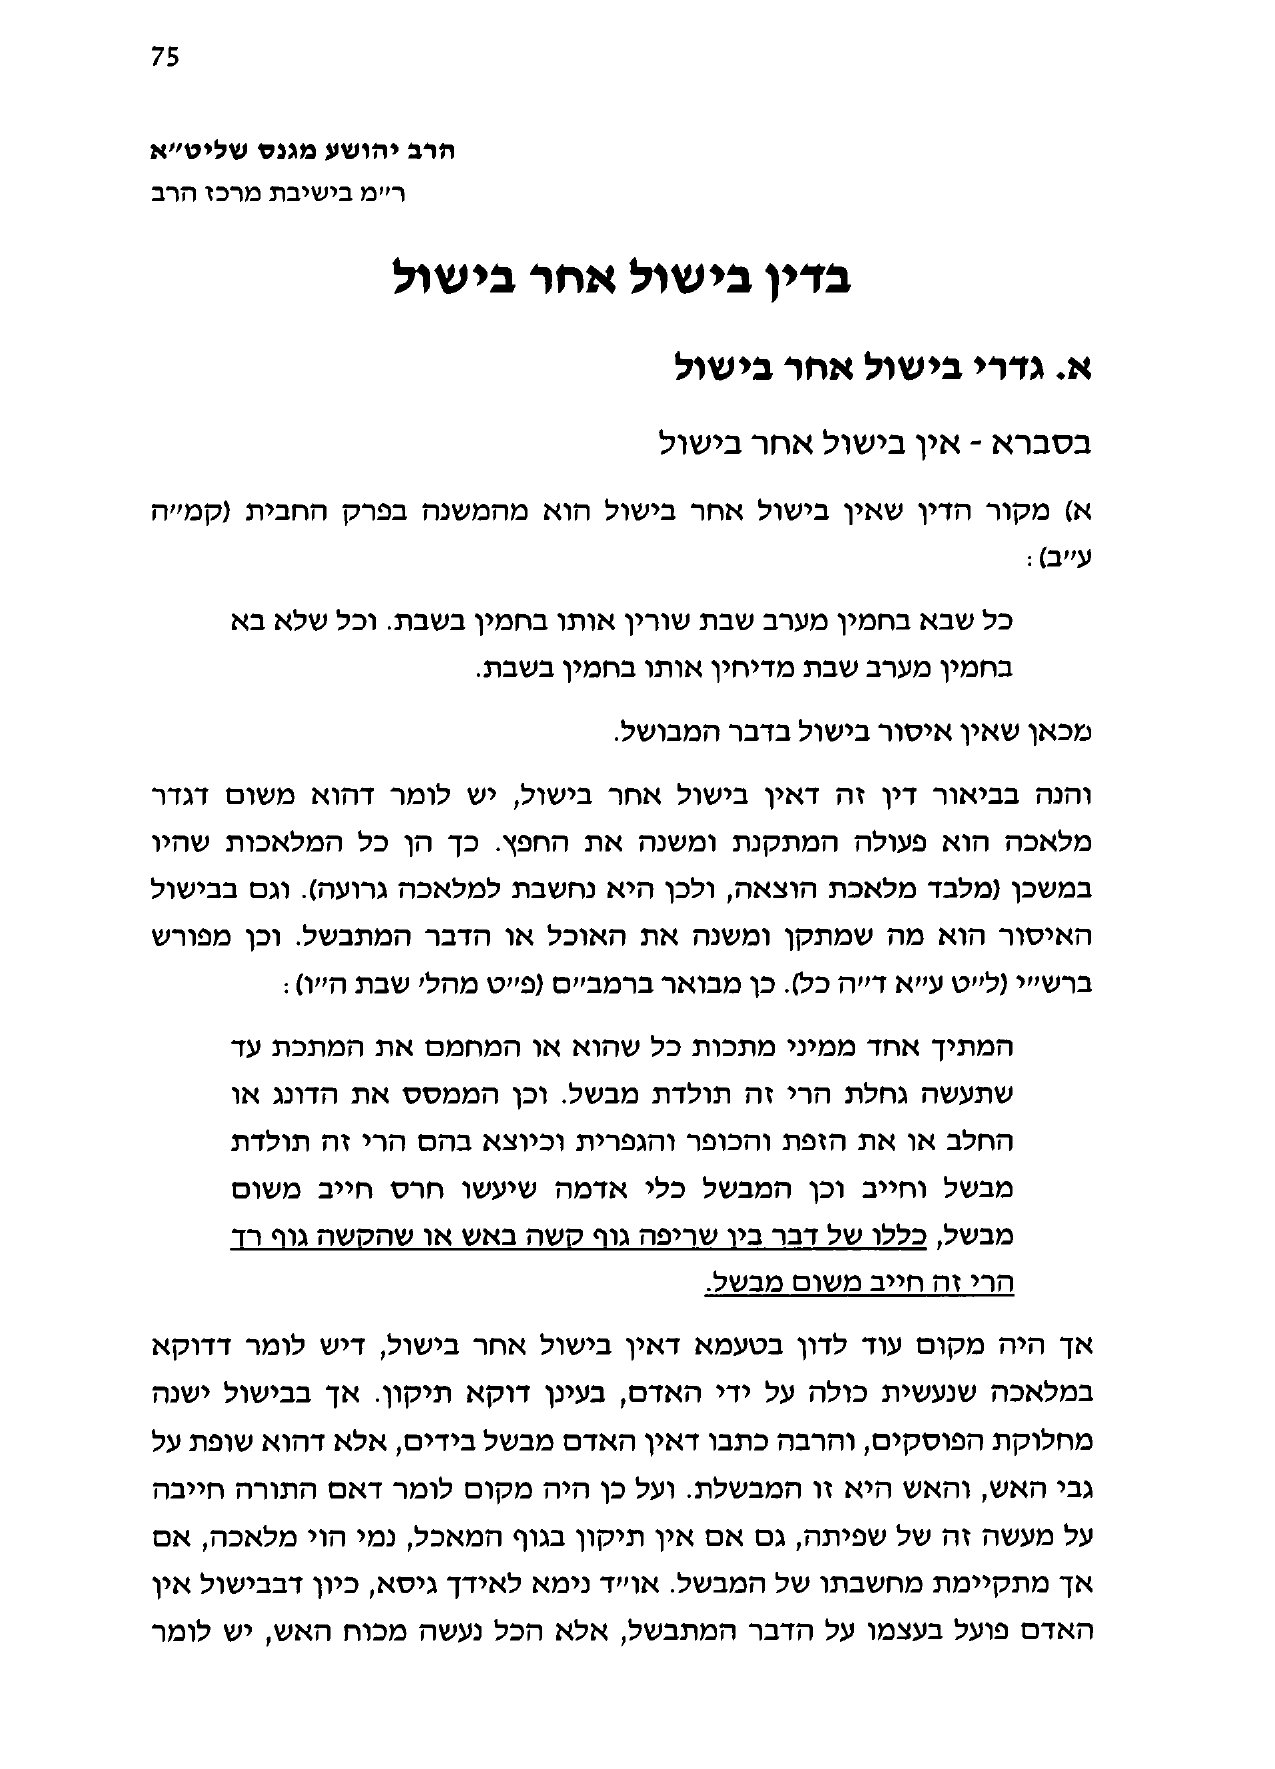 75
הרב יהושע מגנס שליט״א
ר״מ בישיבת מרכז הרב
בדין בישול אחר בישול
א. גדרי בישול אחר בישול
בסברא - אין בישול אחר בישול
א) מקור הדין שאין בישול אחר בישול הוא מהמשנה בפרק החבית (קמ״ה
ע״ב):
כל שבא בחמין מערב שבת שורין אותו בחמין בשבת. וכל שלא בא
בחמין מערב שבת מדיחין אותו בחמין בשבת.
מכאן שאין איסור בישול בדבר המבושל.
והנה בביאור דין זה דאין בישול אחר בישול, יש לומר דהוא משום דגדר
מלאכה הוא פעולה המתקנת ומשנה את החפץ. כך הן כל המלאכות שהיו
במשכן (מלבד מלאכת הוצאה, ולכן היא נחשבת למלאכה גרועה). וגם בבישול
האיסור הוא מה שמתקן ומשנה את האוכל או הדבר המתבשל. וכן מפורש
ברש״י (ל״ט ע״א ד״ה כל). כן מבואר ברמב״ם (פ״ט מהל׳ שבת ה״ו):
המתיך אחד ממיני מתכות כל שהוא או המחמם את המתכת עד
שתעשה גחלת הרי זה תולדת מבשל. וכן הממסס את הדונג או
החלב או את הזפת והכופר והגפרית וכיוצא בהם הרי זה תולדת
מבשל וחייב וכן המבשל כלי אדמה שיעשו חרס חייב משום
מבשל, כללו של דבר בין שריפה גוף קשה באש או שהקשה גוף רך
הרי זה חייב משום מבשל.
אך היה מקום עוד לדון בטעמא דאין בישול אחר בישול, דיש לומר דדוקא
במלאכה שנעשית כולה על ידי האדם, בעינן דוקא תיקון. אך בבישול ישנה
מחלוקת הפוסקים, והרבה כתבו דאין האדם מבשל בידים, אלא דהוא שופת על
גבי האש, והאש היא זו המבשלת. ועל כן היה מקום לומר דאם התורה חייבה
על מעשה זה של שפיתה, גם אם אין תיקון בגוף המאכל, נמי הוי מלאכה, אם
אך מתקיימת מחשבתו של המבשל. או״ד נימא לאידך גיסא, כיון דבבישול אין
האדם פועל בעצמו על הדבר המתבשל, אלא הכל נעשה מכוח האש, יש לומר